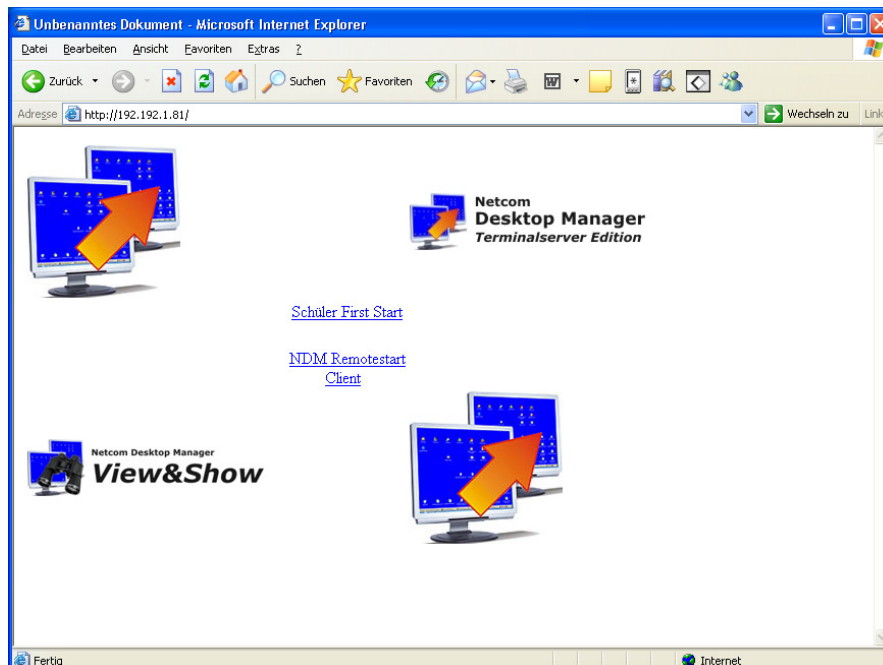 Unbenanntes Dokument - Microsoft Internet Explorer
Datei Bearbeiten Ansicht Favoriten Extras ?
Zurück Suchen Favoriten
Adresse http://192.192.1.81/ Wechseln zu Link
Netcom
Desktop Manager
Terminalserver Edition
Schüler First Start
NDM Remotestart
Client
Netcom Desktop Manager
View&Show
Fertig Internet